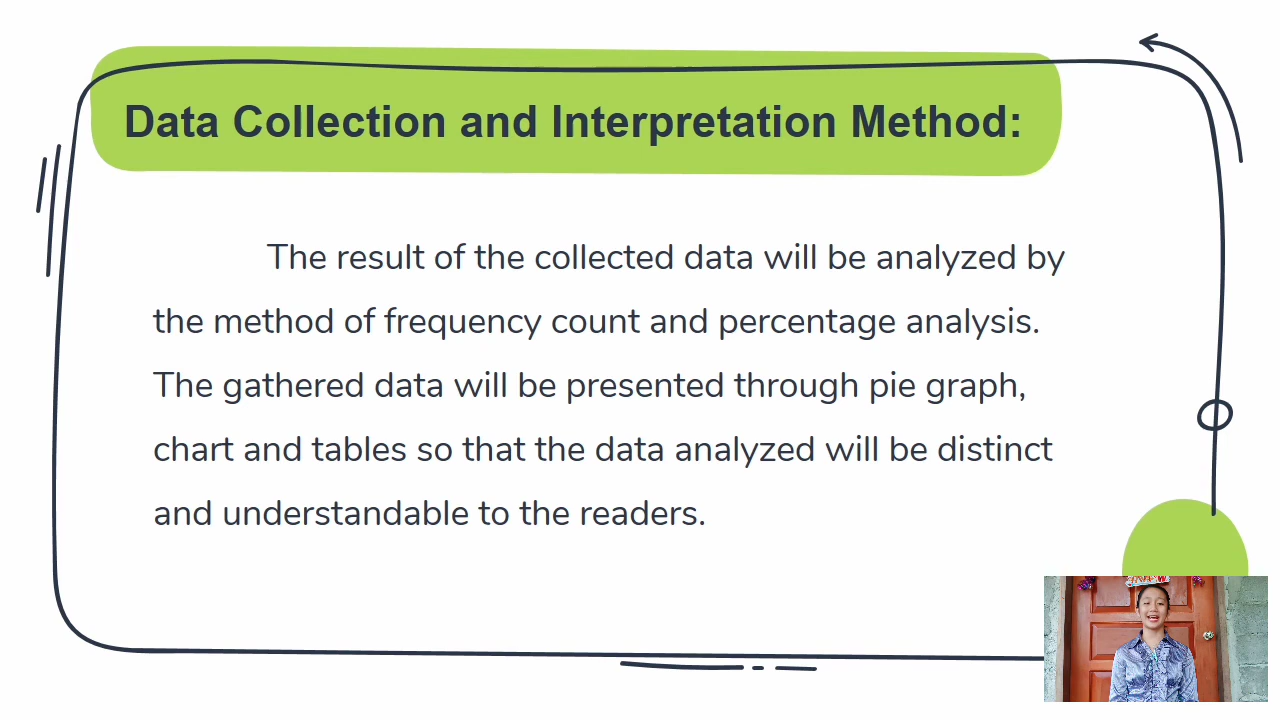 Data Collection and Interpretation Method:
The result of the collected data will be analyzed by
the method of frequency count and percentage analysis.
The gathered data will be presented through pie graph,
chart and tables so that the data analyzed will be distinct
and understandable to the readers.